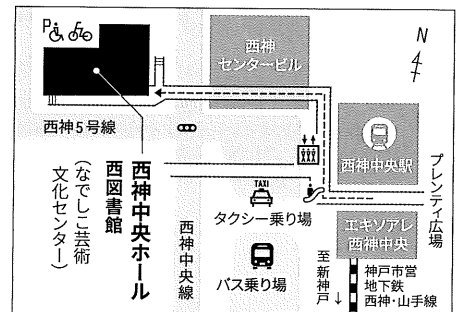 P
N
西神
センタービル
西神5号線
西神中央駅
プレンティ広場
西神中央ホール
西図書館
（なでしこ芸術
文化センター）
TAXI
タクシー乗り場
エキソアレ
西神中央
西神中央線
バス乗り場
至新神戸↓
神戸市営
地下鉄
西神・山手線